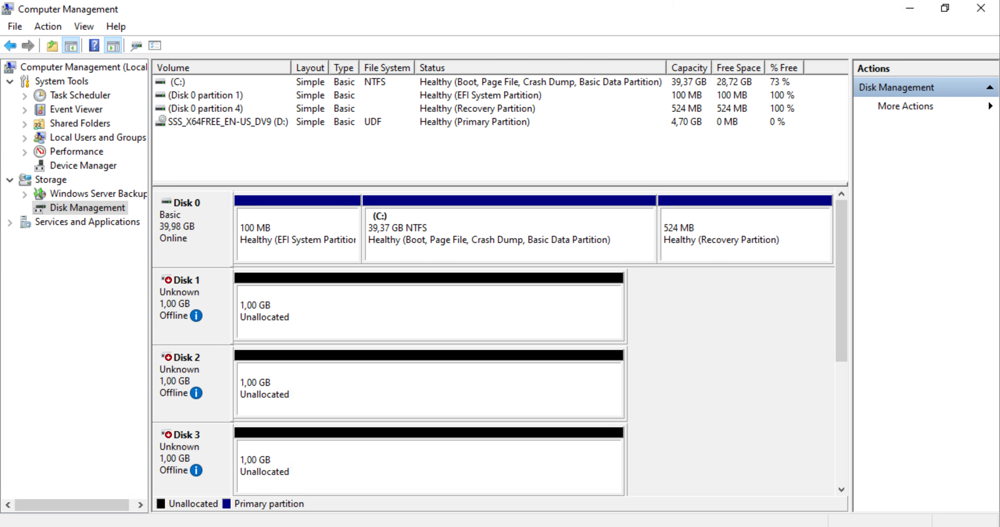 Computer Management
File Action View Help
Computer Management (Local
System Tools
Task Scheduler
Event Viewer
Shared Folders
Local Users and Groups
Performance
Device Manager
Storage
Windows Server Backup
Disk Management
Services and Applications
Volume Layout Type File System Status Capacity Free Space % Free
(C:) Simple Basic NTFS Healthy (Boot, Page File, Crash Dump, Basic Data Partition) 39,37 GB 28,72 GB 73 %
(Disk 0 partition 1) Simple Basic Healthy (EFI System Partition) 100 MB 100 MB 100 %
(Disk 0 partition 4) Simple Basic Healthy (Recovery Partition) 524 MB 524 MB 100 %
SSS_X64FREE_EN-US_DV9 (D:) Simple Basic UDF Healthy (Primary Partition) 4,70 GB 0 MB 0 %
Disk 0
Basic
39,98 GB
Online
100 MB
Healthy (EFI System Partition
(C:)
39,37 GB NTFS
Healthy (Boot, Page File, Crash Dump, Basic Data Partition)
524 MB
Healthy (Recovery Partition)
Disk 1
Unknown
1,00 GB
Offline
1,00 GB
Unallocated
Disk 2
Unknown
1,00 GB
Offline
1,00 GB
Unallocated
Disk 3
Unknown
1,00 GB
Offline
1,00 GB
Unallocated
Unallocated Primary partition
Actions
Disk Management
More Actions